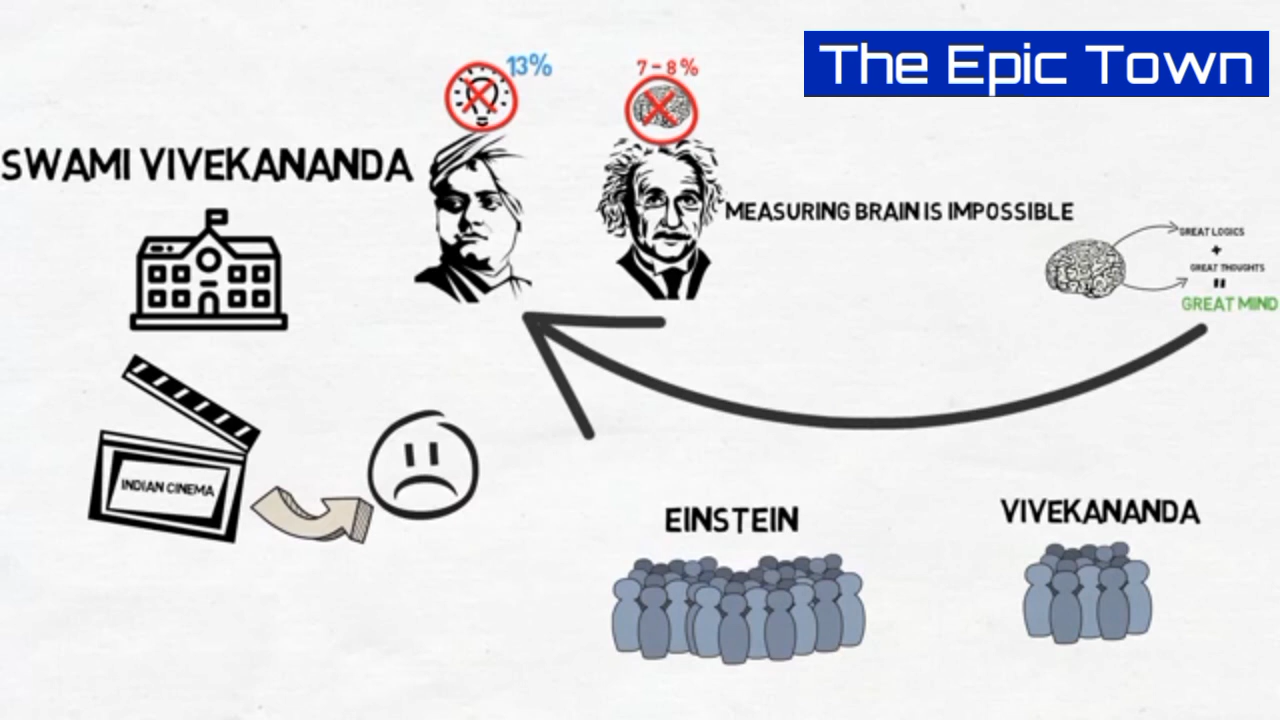 The Epic Town
13%
7-8%
SWAMI VIVEKANANDA
MEASURING BRAIN IS IMPOSSIBLE
GREAT LOGICS
+
GREAT THOUGHTS
=
GREAT MIND
INDIAN CINEMA
EINSTEIN
VIVEKANANDA